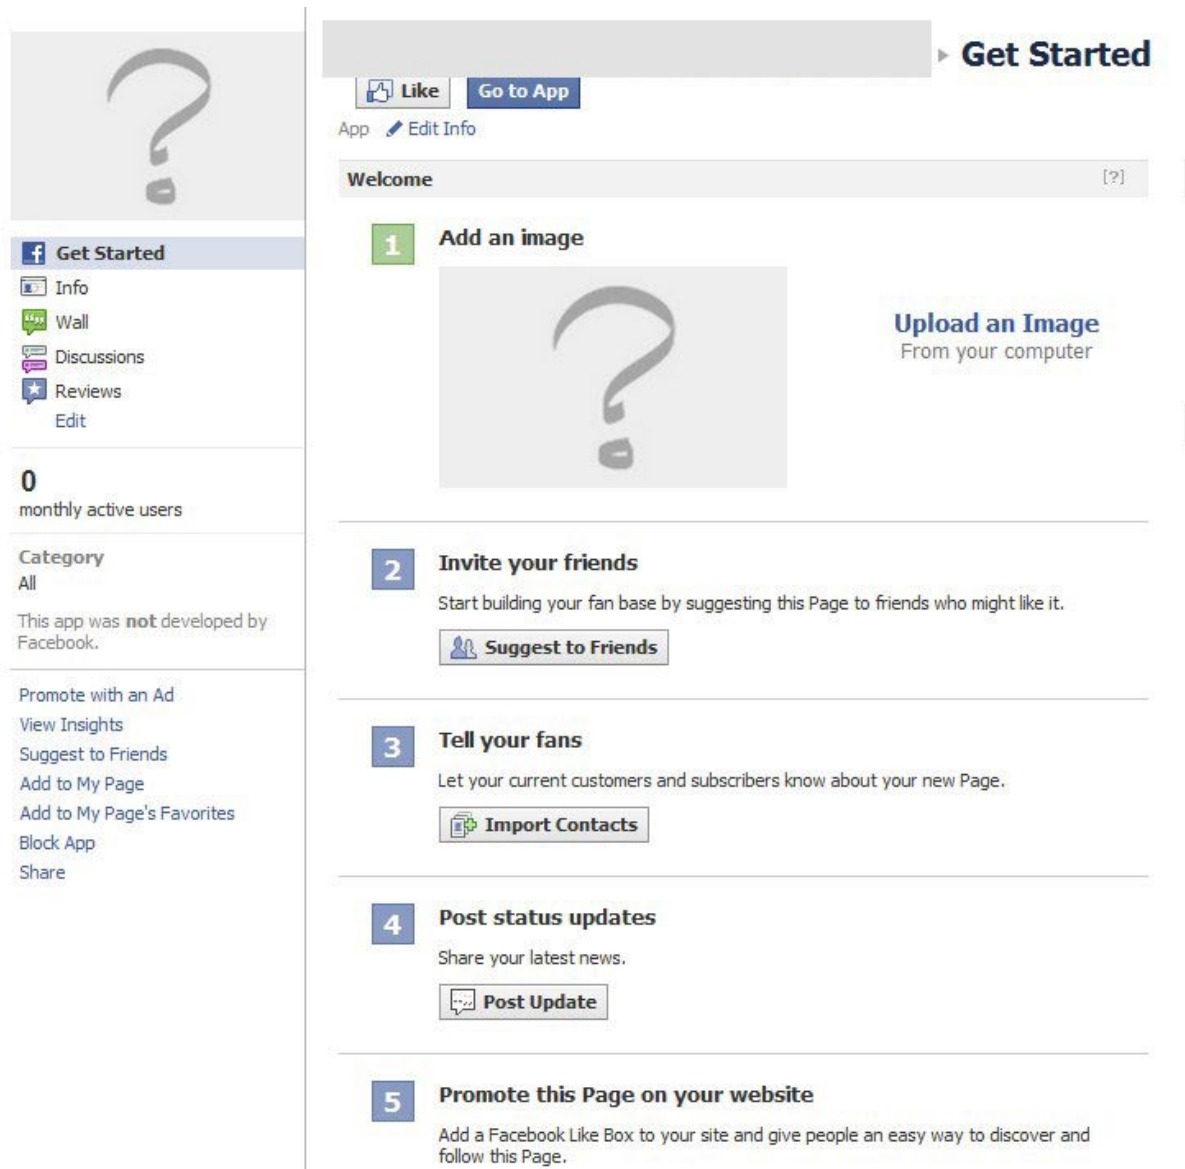 Get Started
Info
Wall
Discussions
Reviews
Edit
0
monthly active users
Category
All
This app was not developed by
Facebook.
Promote with an Ad
View Insights
Suggest to Friends
Add to My Page
Add to My Page's Favorites
Block App
Share
Get Started
Like Go to App
App Edit Info
Welcome [?]
1 Add an image
Upload an Image
From your computer
2 Invite your friends
Start building your fan base by suggesting this Page to friends who might like it.
Suggest to Friends
3 Tell your fans
Let your current customers and subscribers know about your new Page.
Import Contacts
4 Post status updates
Share your latest news.
Post Update
5 Promote this Page on your website
Add a Facebook Like Box to your site and give people an easy way to discover and
follow this Page.